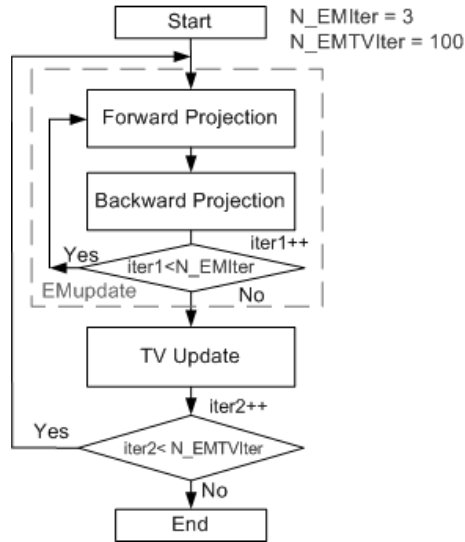 Start
N_EMIter = 3
N_EMTVIter = 100
Forward Projection
Backward Projection
iter1++
Yes
iter1<N_EMIter
EMupdate
No
TV Update
iter2++
Yes
iter2< N_EMTVIter
No
End